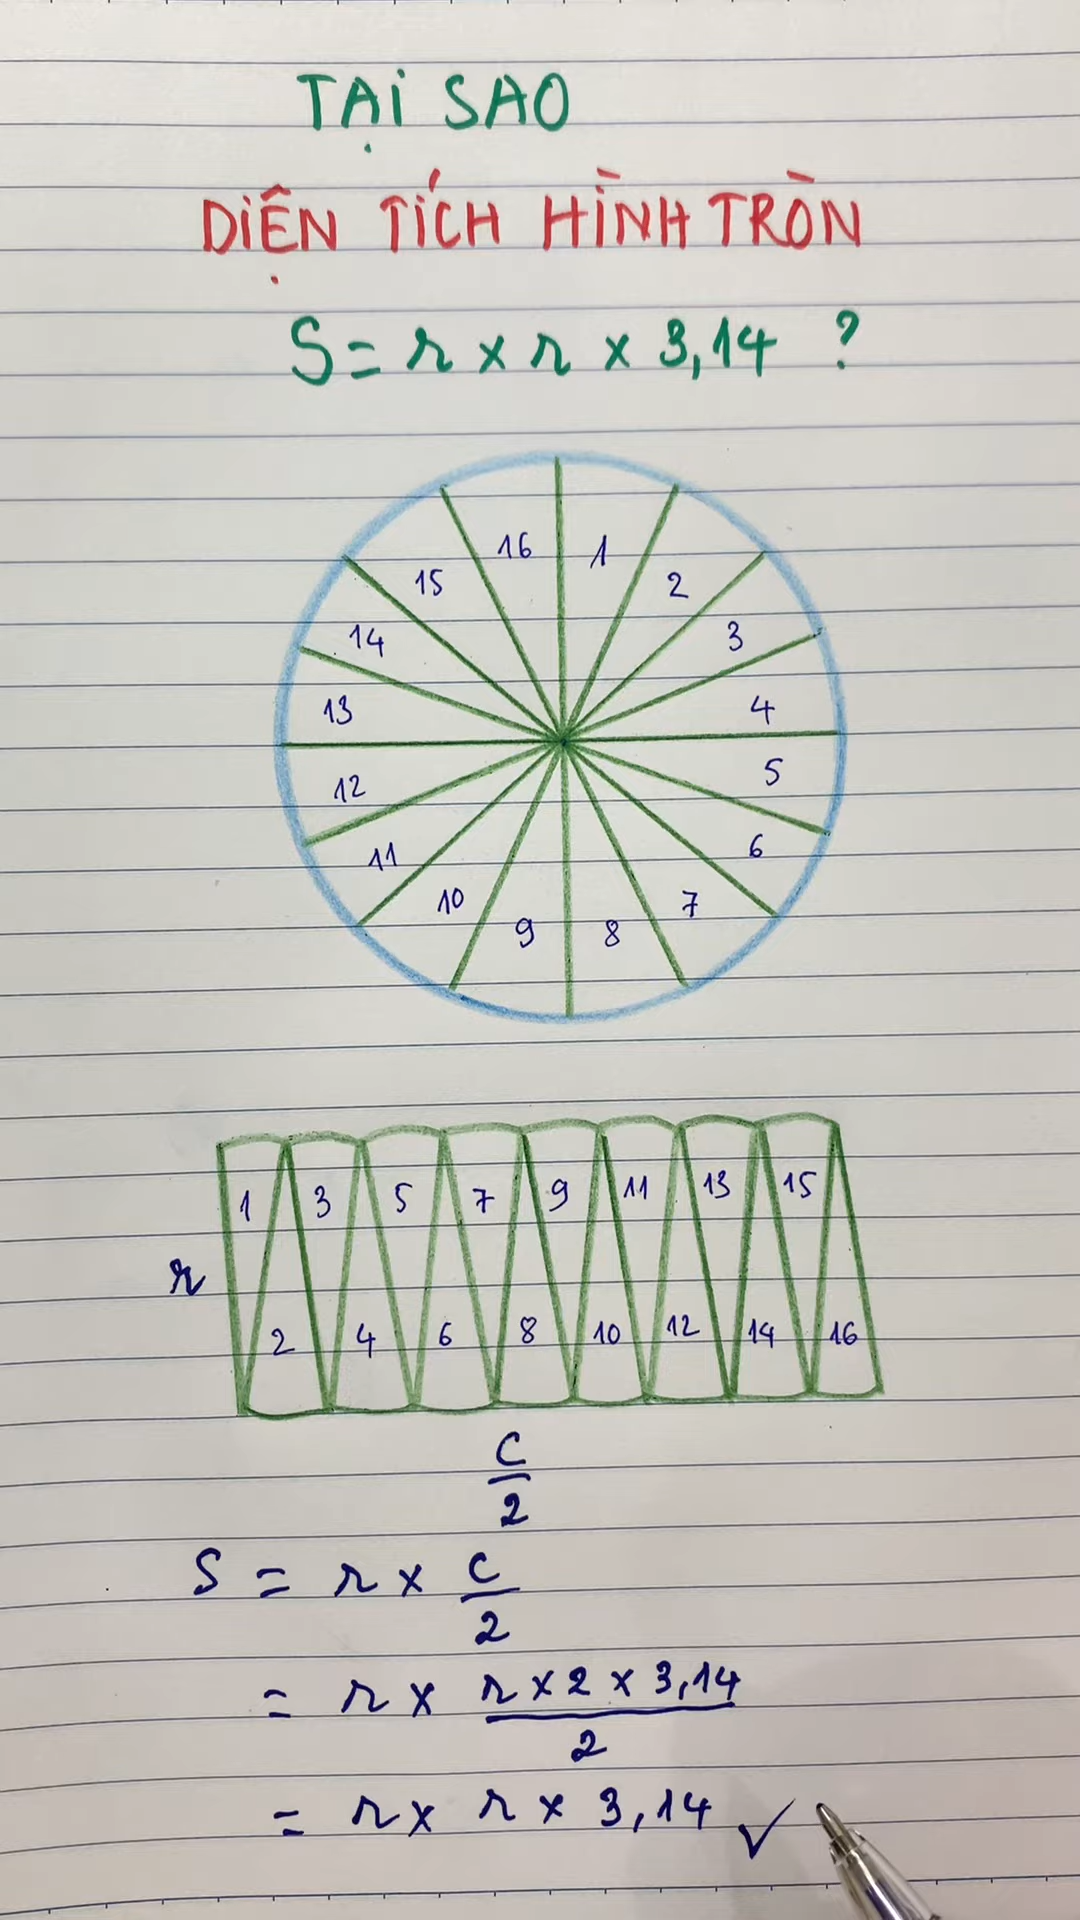 TẠI SAO
DIỆN TÍCH HÌNH TRÒN
S = r x r x 3,14 ?
16 1
15 2
14 3
13 4
12 5
11 6
10 7
9 8
1 3 5 7 9 11 13 15
r
2 4 6 8 10 12 14 16
C
2
S = r x C/2
= r x r x 2 x 3,14 / 2
= r x r x 3,14 ✓